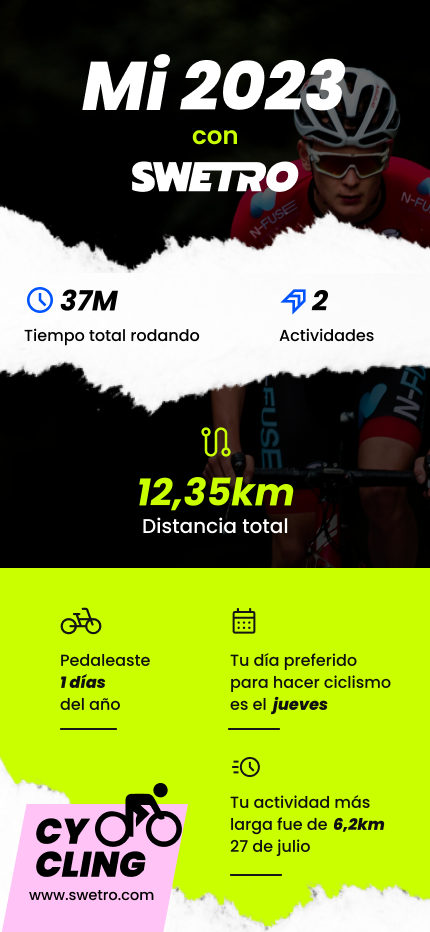 Mi 2023
con
SWETRO
N-FUSE
N-F
37M
2
Tiempo total rodando
Actividades
12,35km
Distancia total
Pedaleaste
1 días
del año
Tu día preferido
para hacer ciclismo
es el jueves
Tu actividad más
larga fue de 6,2km
27 de julio
CY
CLING
www.swetro.com